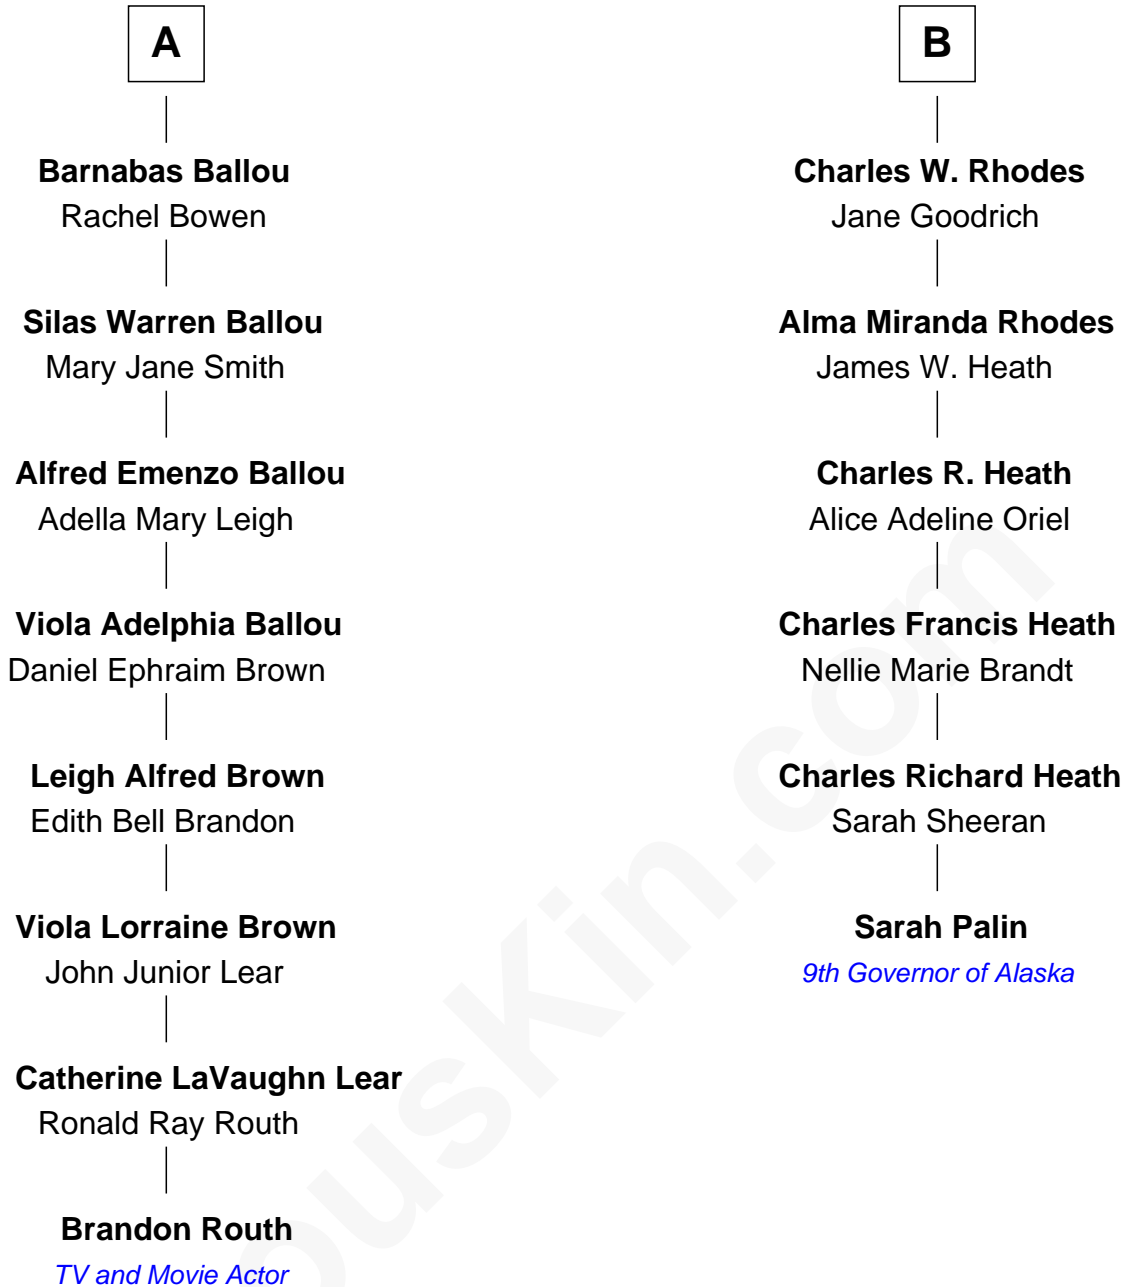 A
Barnabas Ballou
Rachel Bowen
Silas Warren Ballou
Mary Jane Smith
Alfred Emenzo Ballou
Adella Mary Leigh
Viola Adelphia Ballou
Daniel Ephraim Brown
Leigh Alfred Brown
Edith Bell Brandon
Viola Lorraine Brown
John Junior Lear
Catherine LaVaughn Lear
Ronald Ray Routh
Brandon Routh
TV and Movie Actor
B
Charles W. Rhodes
Jane Goodrich
Alma Miranda Rhodes
James W. Heath
Charles R. Heath
Alice Adeline Oriel
Charles Francis Heath
Nellie Marie Brandt
Charles Richard Heath
Sarah Sheeran
Sarah Palin
9th Governor of Alaska
ousKin.com